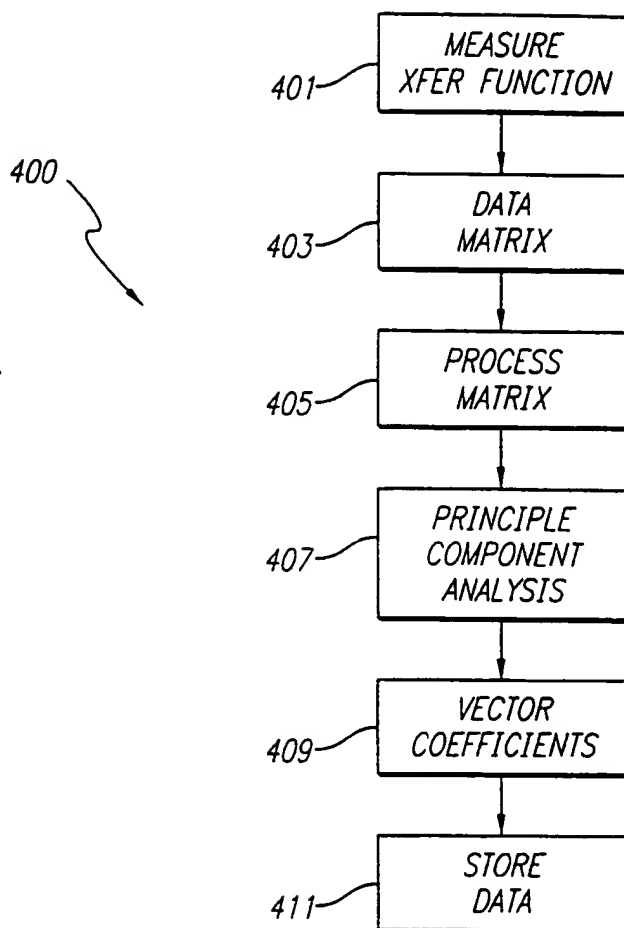 MEASURE
XFER FUNCTION
401
400
DATA
MATRIX
403
PROCESS
MATRIX
405
PRINCIPLE
COMPONENT
ANALYSIS
407
VECTOR
COEFFICIENTS
409
STORE
DATA
411